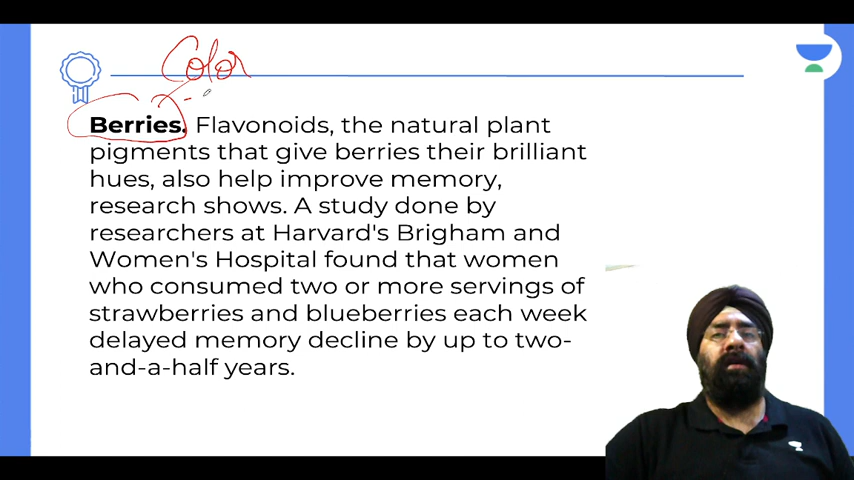 Color
Berries. Flavonoids, the natural plant
pigments that give berries their brilliant
hues, also help improve memory,
research shows. A study done by
researchers at Harvard's Brigham and
Women's Hospital found that women
who consumed two or more servings of
strawberries and blueberries each week
delayed memory decline by up to two-
and-a-half years.